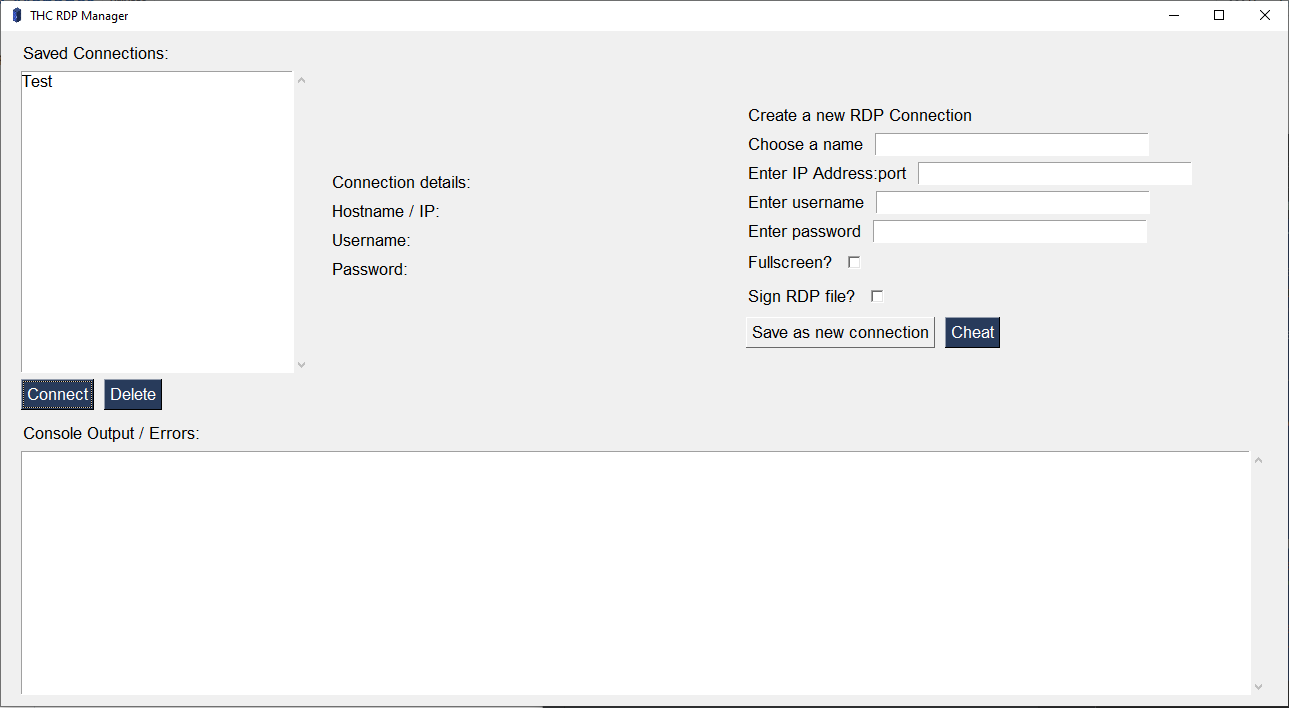 THC RDP Manager
Saved Connections:
Test
Connection details:
Hostname / IP:
Username:
Password:
Create a new RDP Connection
Choose a name
Enter IP Address:port
Enter username
Enter password
Fullscreen?
Sign RDP file?
Save as new connection Cheat
Connect Delete
Console Output / Errors: